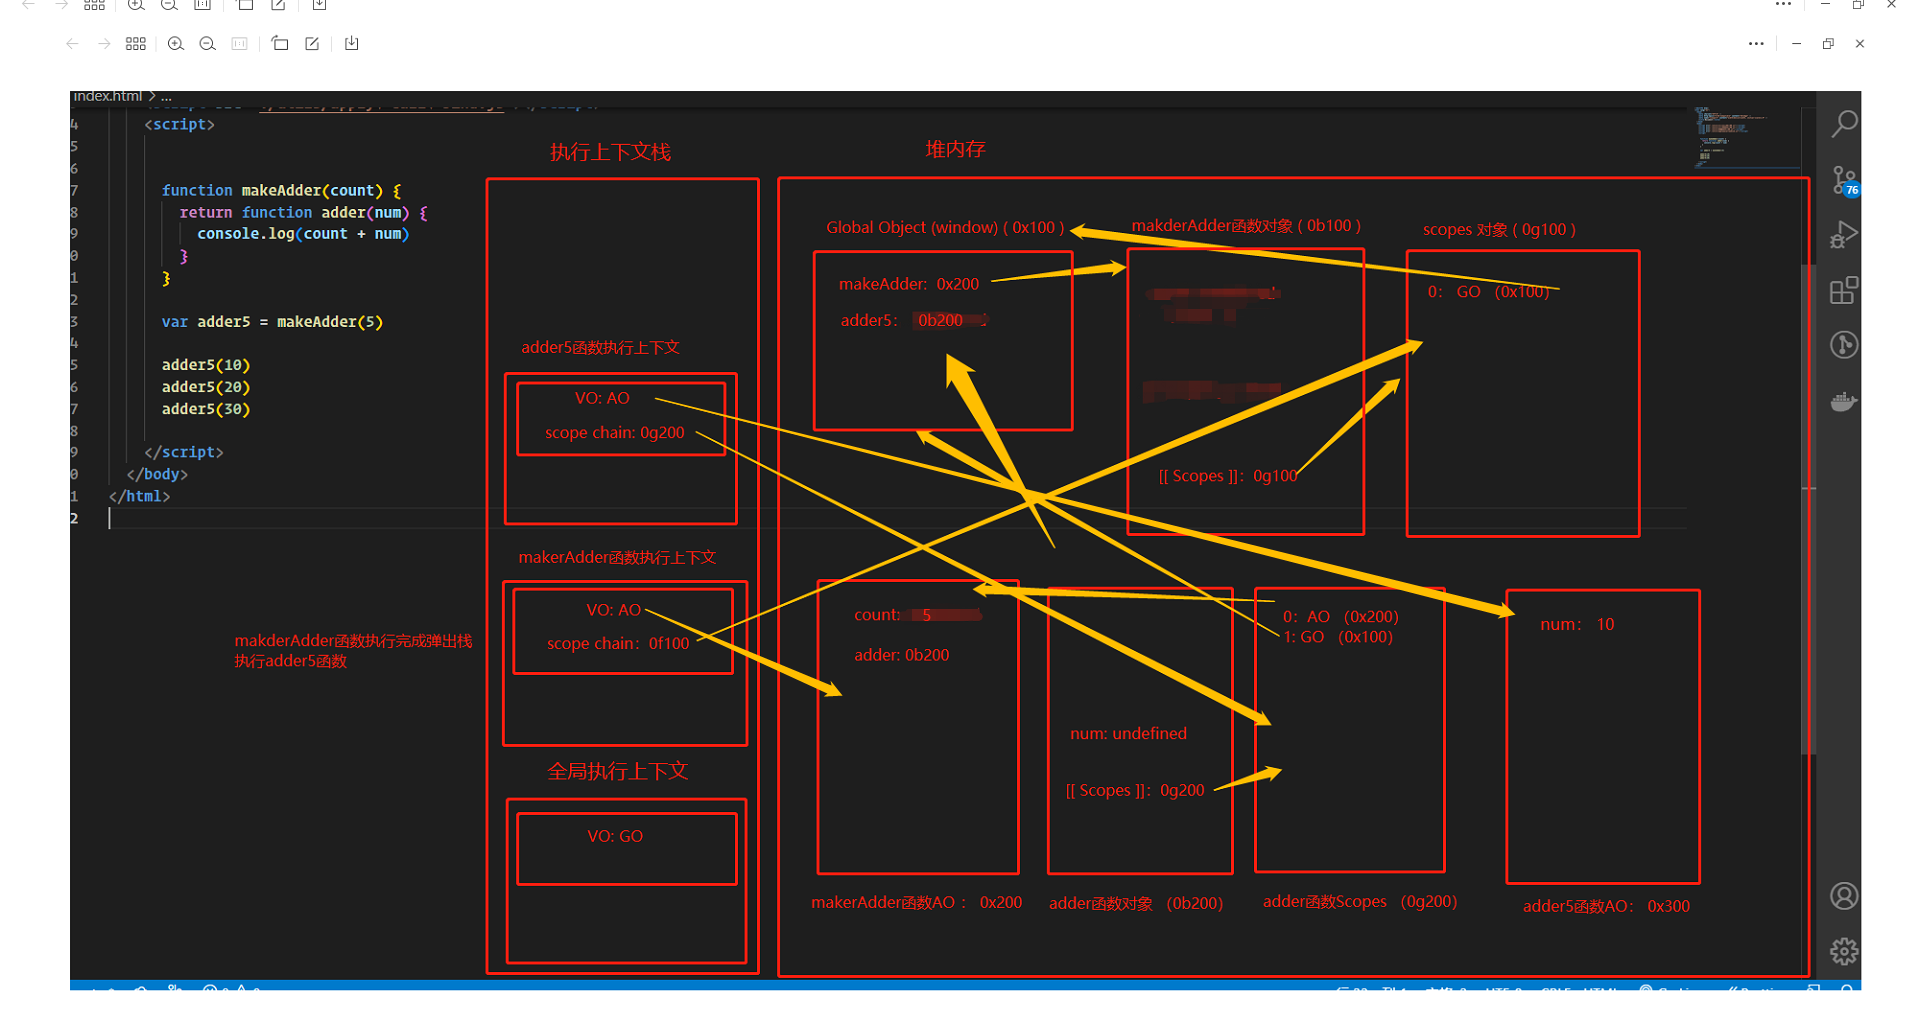 index.html > ...
4 <script>
5
6
7 function makeAdder(count) {
8 return function adder(num) {
9 console.log(count + num)
0 }
1 }
2
3 var adder5 = makeAdder(5)
4
5 adder5(10)
6 adder5(20)
7 adder5(30)
8
9 </script>
0 </body>
1 </html>
2
执行上下文栈
adder5函数执行上下文
VO: AO
scope chain: 0g200
makerAdder函数执行上下文
VO: AO
scope chain: 0f100
makderAdder函数执行完成弹出栈
执行adder5函数
全局执行上下文
VO: GO
堆内存
Global Object (window) ( 0x100 )
makeAdder: 0x200
adder5: 0b200
makderAdder函数对象 ( 0b100 )
[[ Scopes ]]: 0g100
scopes 对象 ( 0g100 )
0: GO (0x100)
count: 5
adder: 0b200
makerAdder函数AO : 0x200
num: undefined
[[ Scopes ]]: 0g200
adder函数对象 (0b200)
0: AO (0x200)
1: GO (0x100)
adder函数Scopes (0g200)
num: 10
adder5函数AO: 0x300
76